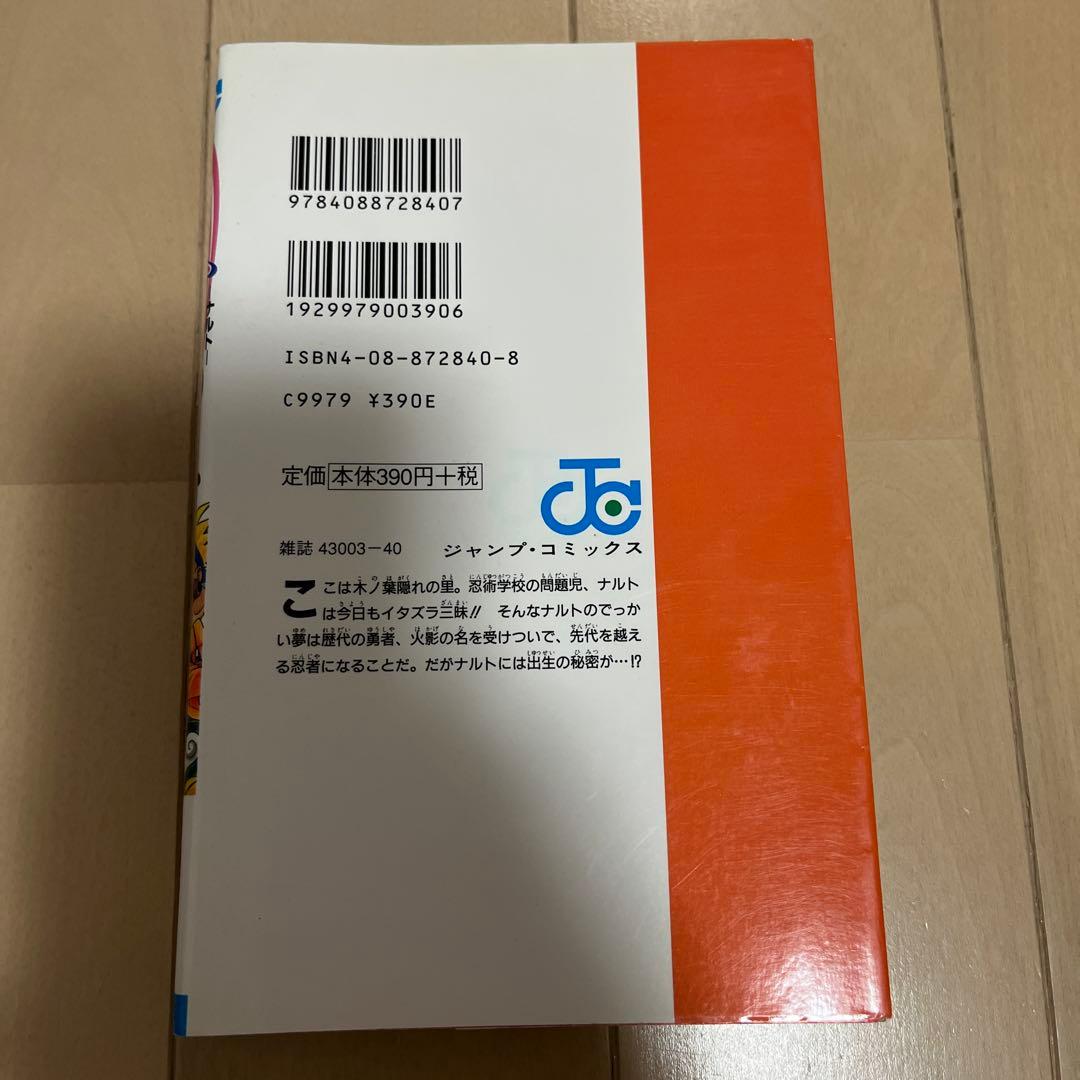 9784088728407
1929979003906
ISBN4-08-872840-8
C9979 ¥390E
定価 本体390円+税
JC
雑誌 43003-40 ジャンプ・コミックス
ここは木ノ葉隠れの里。忍術学校の問題児、ナルト
は今日もイタズラ三昧!! そんなナルトのでっか
い夢は歴代の勇者、火影の名を受けついで、先代を越え
る忍者になることだ。だがナルトには出生の秘密が…!?
ナルト